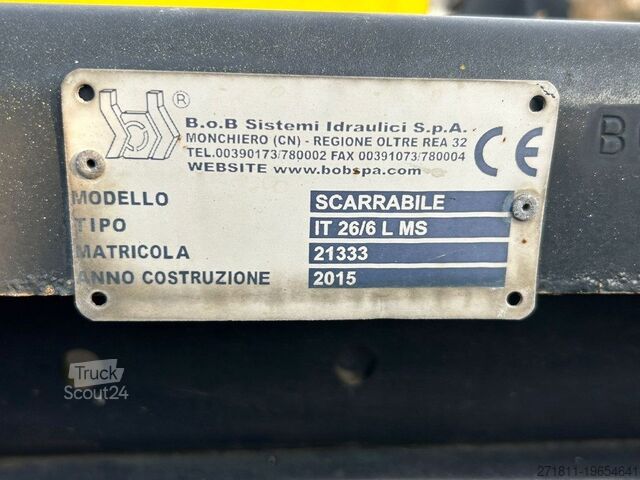 ®
B.o.B Sistemi Idraulici S.p.A.
MONCHIERO (CN) - REGIONE OLTRE REA 32
TEL.00390173/780002 FAX 00391073/780004
WEBSITE www.bobspa.com
CE
MODELLO SCARRABILE
TIPO IT 26/6 L MS
MATRICOLA 21333
ANNO COSTRUZIONE 2015
B
Truck
Scout24
271811-19654641